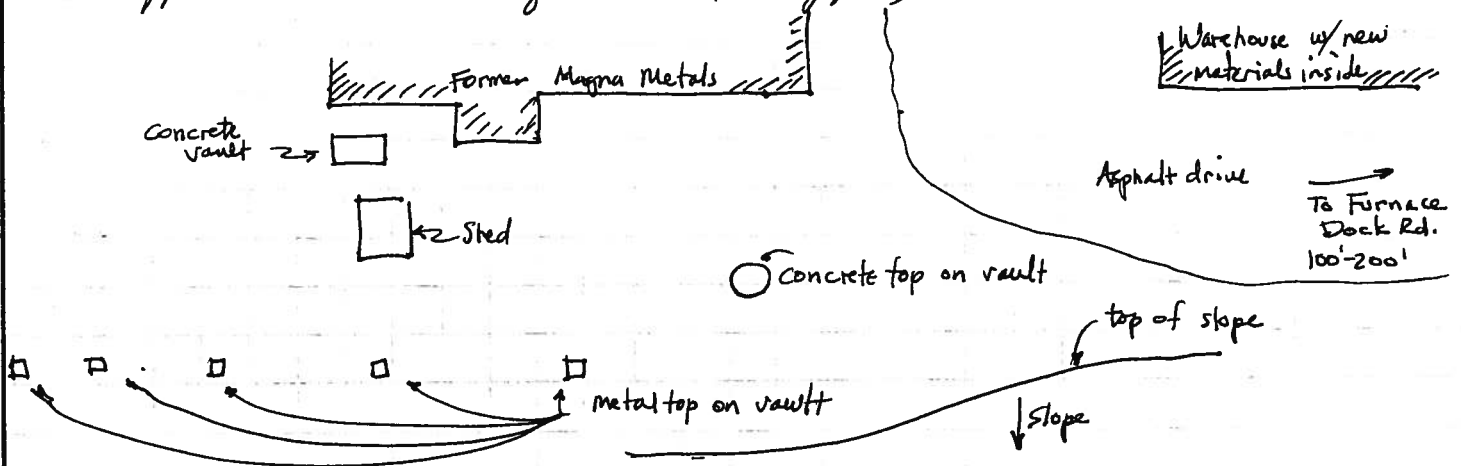 Former Magna Metals
Warehouse w/ new
materials inside
Concrete
vault
Shed
Asphalt drive
To Furnace
Dock Rd.
100'-200'
Concrete top on vault
top of slope
metal top on vault
slope